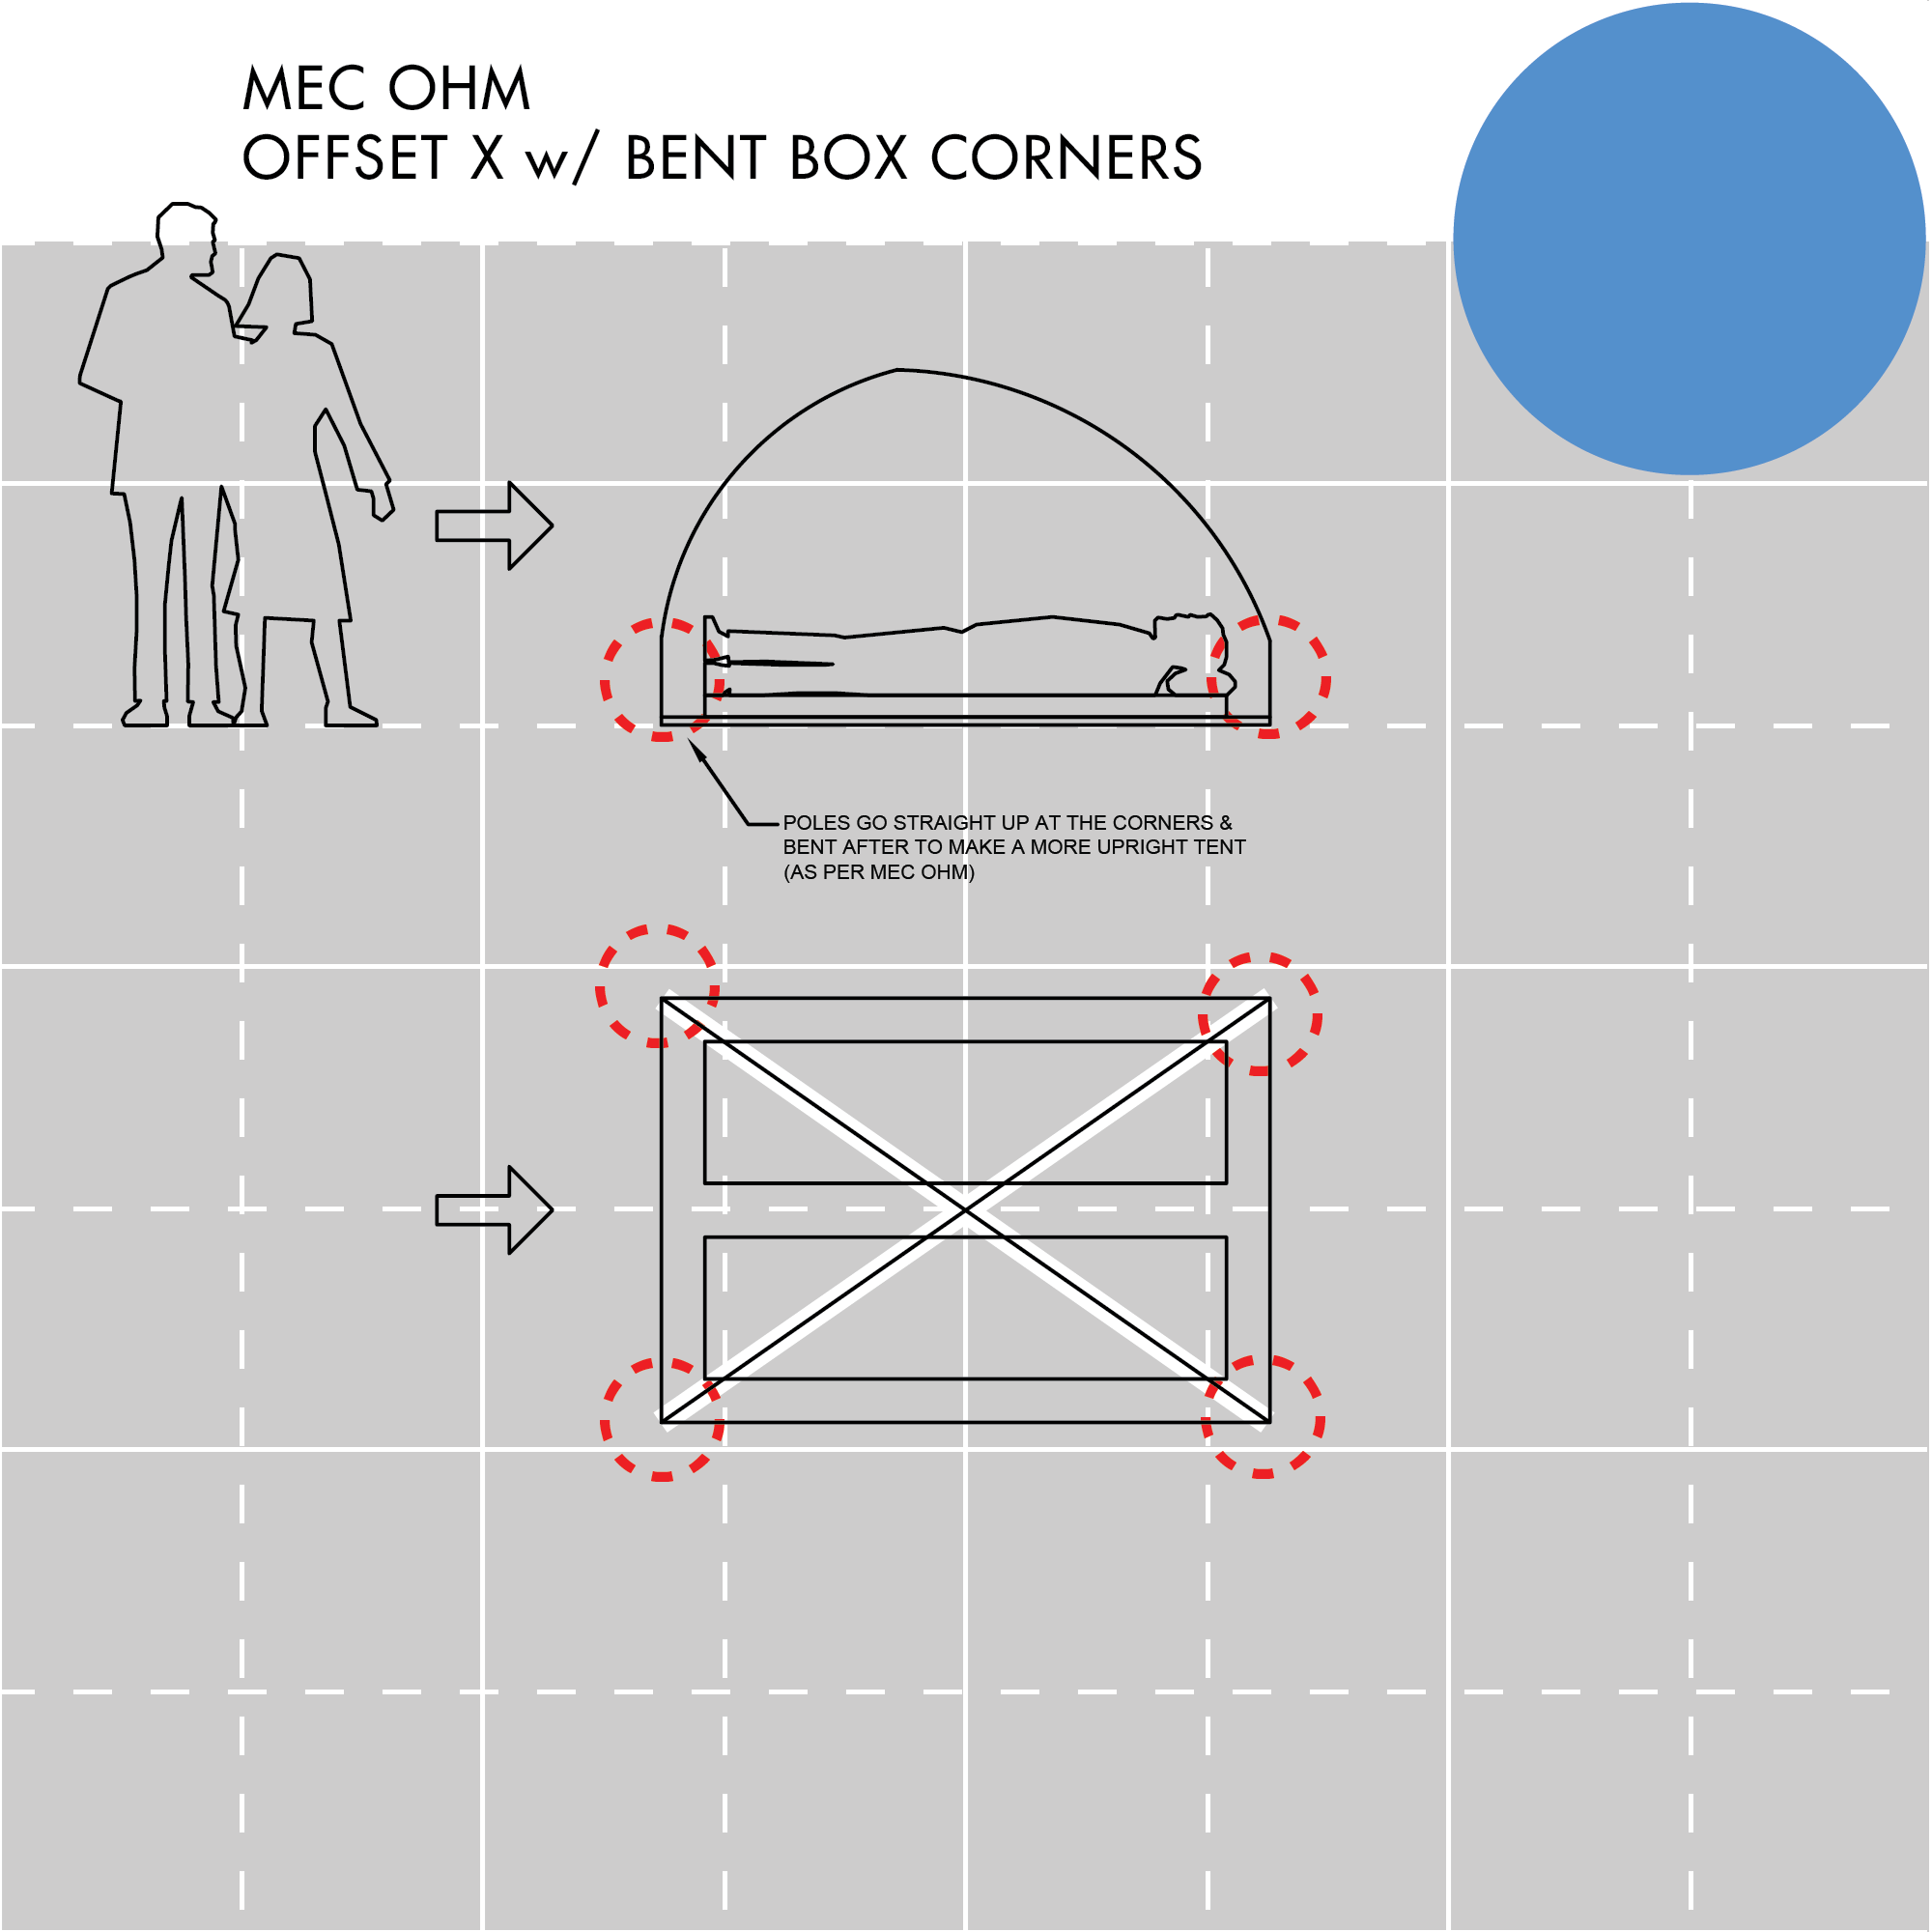 MEC OHM
OFFSET X w/ BENT BOX CORNERS
POLES GO STRAIGHT UP AT THE CORNERS &
BENT AFTER TO MAKE A MORE UPRIGHT TENT
(AS PER MEC OHM)